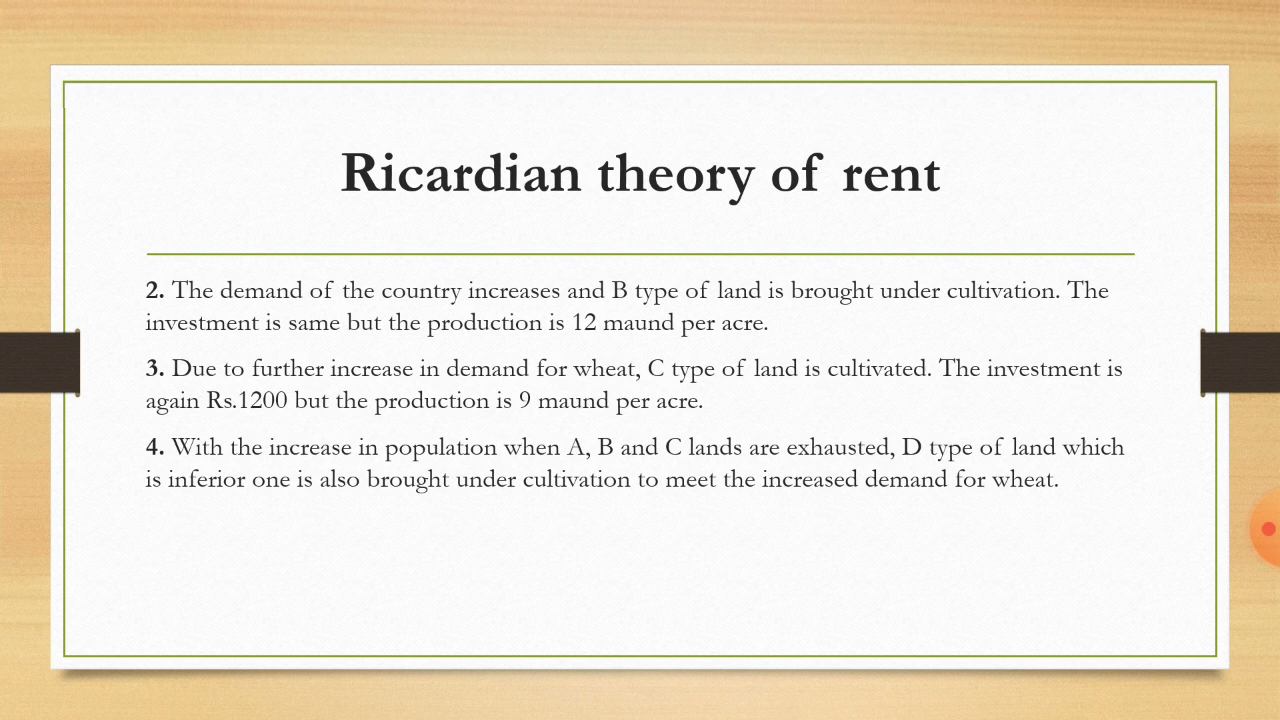 Ricardian theory of rent
2. The demand of the country increases and B type of land is brought under cultivation. The
investment is same but the production is 12 maund per acre.
3. Due to further increase in demand for wheat, C type of land is cultivated. The investment is
again Rs.1200 but the production is 9 maund per acre.
4. With the increase in population when A, B and C lands are exhausted, D type of land which
is inferior one is also brought under cultivation to meet the increased demand for wheat.